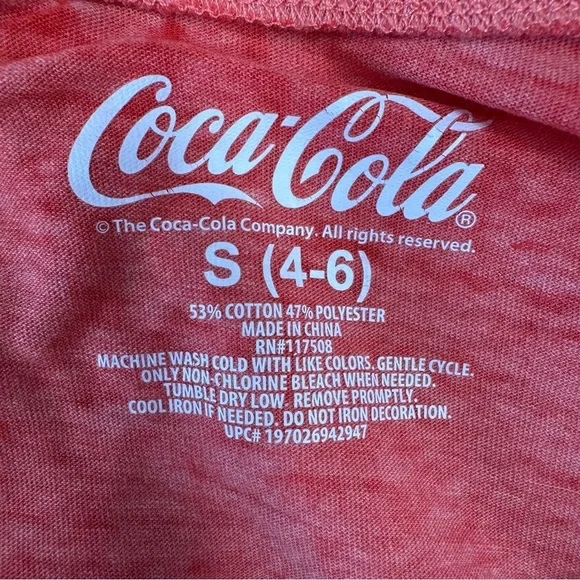 Coca-Cola®
© The Coca-Cola Company. All rights reserved.
S (4-6)
53% COTTON 47% POLYESTER
MADE IN CHINA
RN#117508
MACHINE WASH COLD WITH LIKE COLORS. GENTLE CYCLE.
ONLY NON-CHLORINE BLEACH WHEN NEEDED.
TUMBLE DRY LOW. REMOVE PROMPTLY.
COOL IRON IF NEEDED. DO NOT IRON DECORATION.
UPC# 197026942947